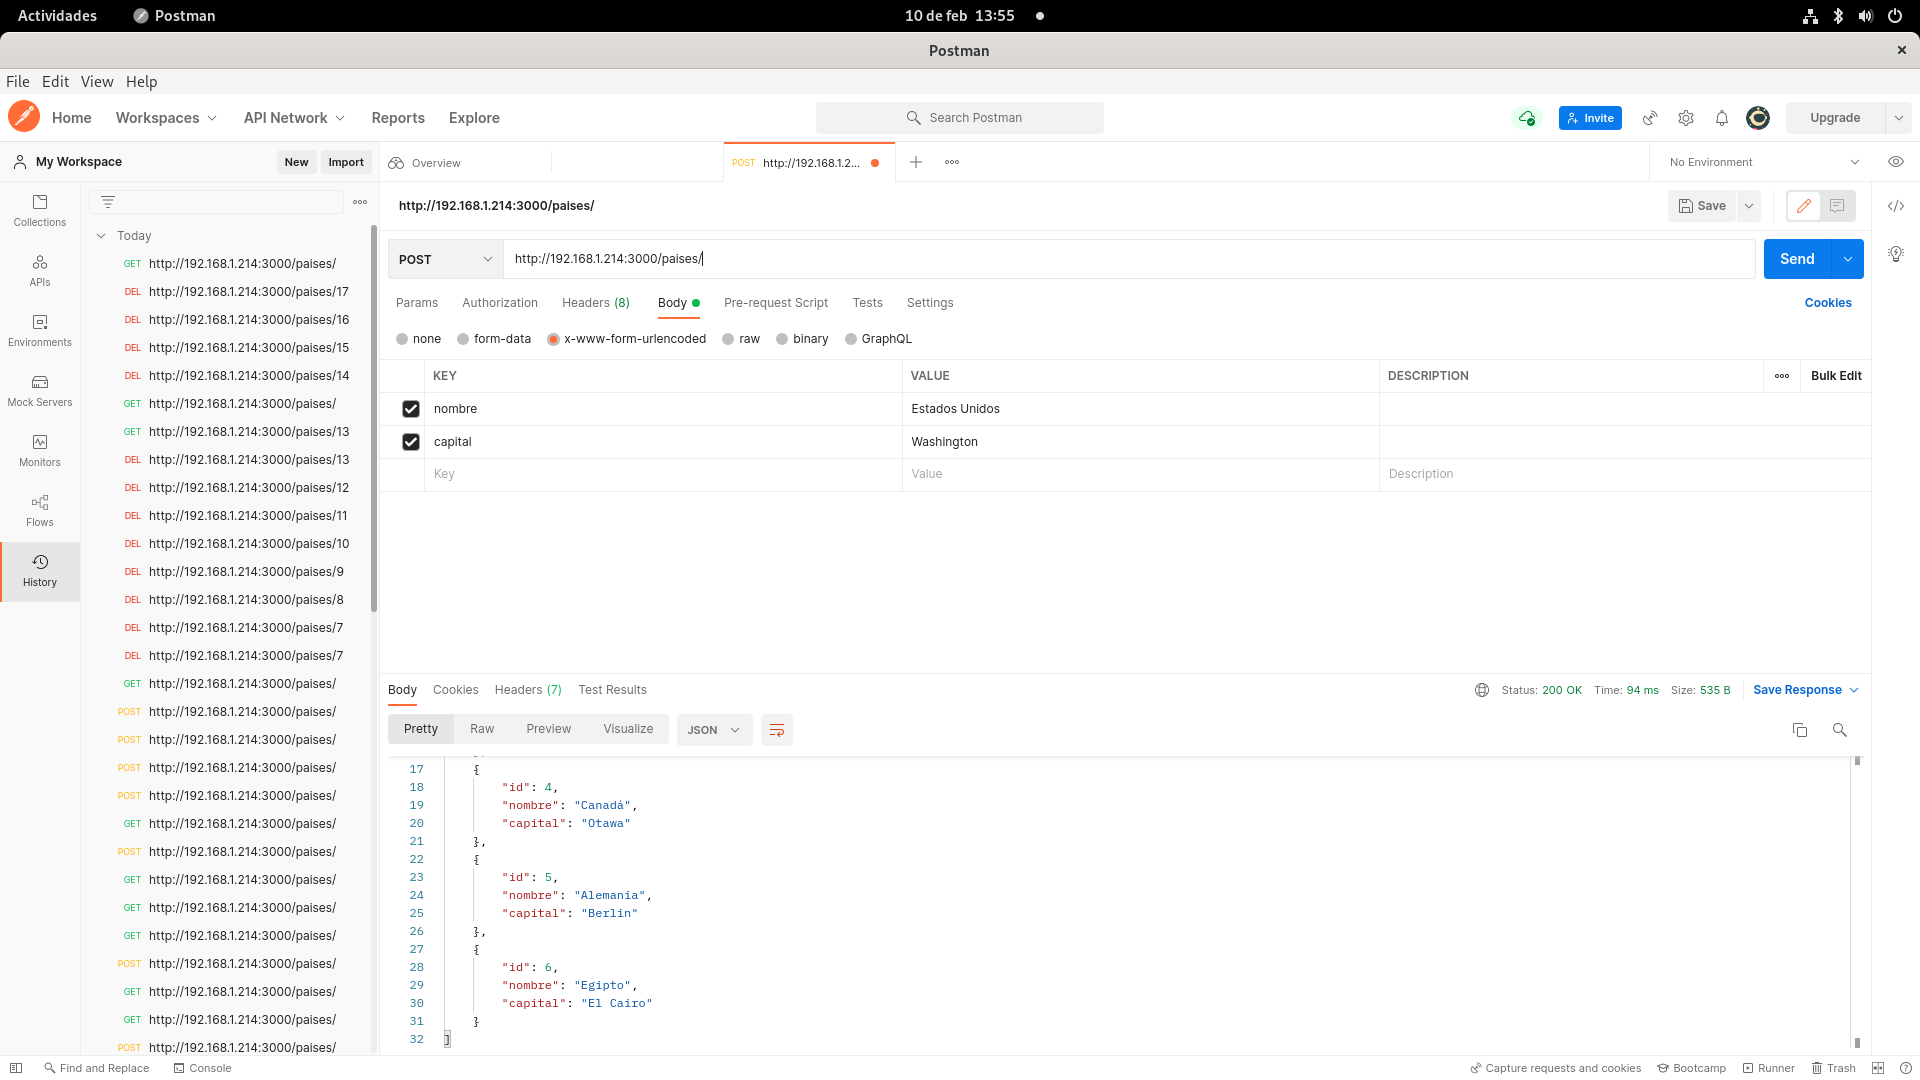 Actividades
Postman
10 de feb 13:55
Postman
File Edit View Help
Home
Workspaces
API Network
Reports
Explore
Search Postman
Invite
Upgrade
My Workspace
New
Import
Overview
POST http://192.168.1.2...
No Environment
Collections
APIs
Environments
Mock Servers
Monitors
Flows
History
Today
GET http://192.168.1.214:3000/paises/
DEL http://192.168.1.214:3000/paises/17
DEL http://192.168.1.214:3000/paises/16
DEL http://192.168.1.214:3000/paises/15
DEL http://192.168.1.214:3000/paises/14
GET http://192.168.1.214:3000/paises/
GET http://192.168.1.214:3000/paises/13
DEL http://192.168.1.214:3000/paises/13
DEL http://192.168.1.214:3000/paises/12
DEL http://192.168.1.214:3000/paises/11
DEL http://192.168.1.214:3000/paises/10
DEL http://192.168.1.214:3000/paises/9
DEL http://192.168.1.214:3000/paises/8
DEL http://192.168.1.214:3000/paises/7
DEL http://192.168.1.214:3000/paises/7
GET http://192.168.1.214:3000/paises/
POST http://192.168.1.214:3000/paises/
POST http://192.168.1.214:3000/paises/
POST http://192.168.1.214:3000/paises/
POST http://192.168.1.214:3000/paises/
GET http://192.168.1.214:3000/paises/
POST http://192.168.1.214:3000/paises/
GET http://192.168.1.214:3000/paises/
GET http://192.168.1.214:3000/paises/
GET http://192.168.1.214:3000/paises/
POST http://192.168.1.214:3000/paises/
GET http://192.168.1.214:3000/paises/
GET http://192.168.1.214:3000/paises/
POST http://192.168.1.214:3000/paises/
http://192.168.1.214:3000/paises/
Save
POST
http://192.168.1.214:3000/paises/
Send
Params Authorization Headers (8) Body Pre-request Script Tests Settings
Cookies
none form-data x-www-form-urlencoded raw binary GraphQL
KEY VALUE DESCRIPTION
Bulk Edit
nombre Estados Unidos
capital Washington
Key Value Description
Body Cookies Headers (7) Test Results
Status: 200 OK Time: 94 ms Size: 535 B
Save Response
Pretty Raw Preview Visualize
JSON
17 {
18 "id": 4,
19 "nombre": "Canadá",
20 "capital": "Otawa"
21 },
22 {
23 "id": 5,
24 "nombre": "Alemania",
25 "capital": "Berlín"
26 },
27 {
28 "id": 6,
29 "nombre": "Egipto",
30 "capital": "El Cairo"
31 }
32 ]
Find and Replace
Console
Capture requests and cookies
Bootcamp
Runner
Trash